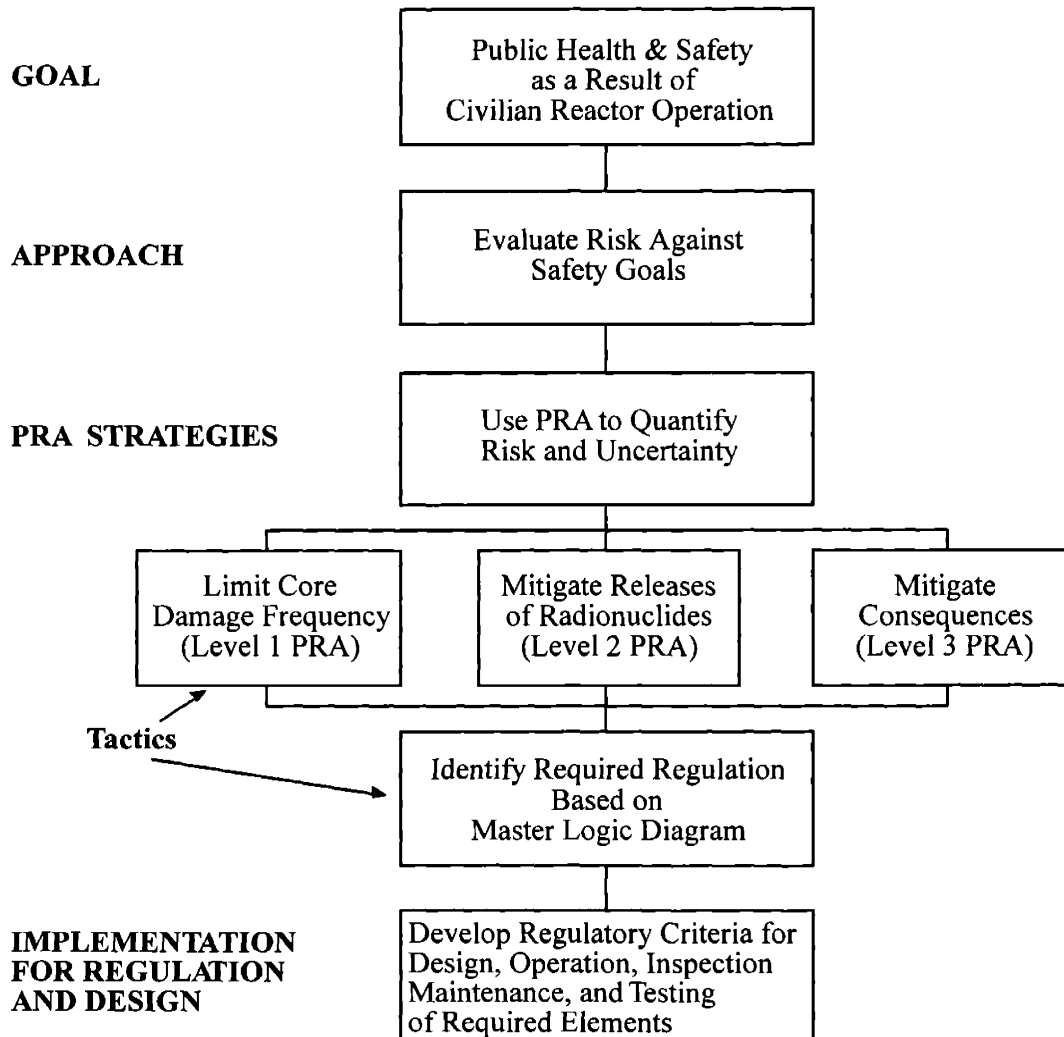 GOAL
Public Health & Safety
as a Result of
Civilian Reactor Operation
APPROACH
Evaluate Risk Against
Safety Goals
PRA STRATEGIES
Use PRA to Quantify
Risk and Uncertainty
Limit Core
Damage Frequency
(Level 1 PRA)
Mitigate Releases
of Radionuclides
(Level 2 PRA)
Mitigate
Consequences
(Level 3 PRA)
Tactics
Identify Required Regulation
Based on
Master Logic Diagram
IMPLEMENTATION
FOR REGULATION
AND DESIGN
Develop Regulatory Criteria for
Design, Operation, Inspection
Maintenance, and Testing
of Required Elements